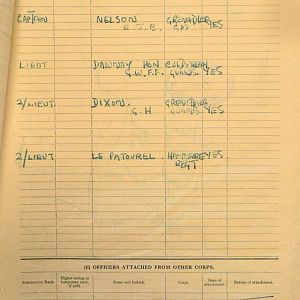 CAPTAIN NELSON GRENADIER
E.J.B. GDS YES
LIEUT DAWNAY HON COLDSTREAM
G.W.F.F. GUARDS. YES
2/LIEUT. DIXON. GRENADIER
G.H GUARDS. YES
2/LIEUT LE PATOUREL. HAMPSHIRE YES.
REGT
(6) OFFICERS ATTACHED FROM OTHER CORPS.
Substantive Rank. Higher acting or temporary rank, if held. Name and Initials. Corps. Date of attachment. Nature of attachment.